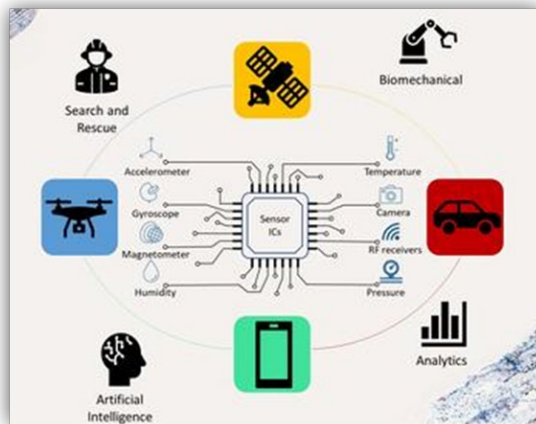 Search and
Rescue
Biomechanical
Accelerometer
Temperature
Gyroscope
Sensor
ICs
Camera
Magnetometer
RF receivers
Humidity
Pressure
Artificial
Intelligence
Analytics